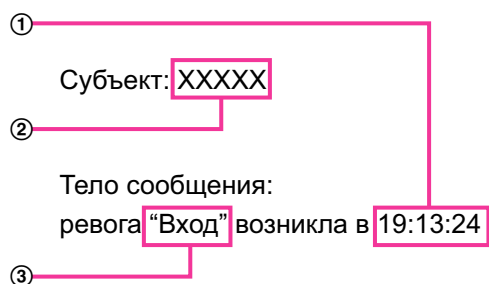 ①
Субъект: XXXXX
②
Тело сообщения:
ревога “Вход” возникла в 19:13:24
③